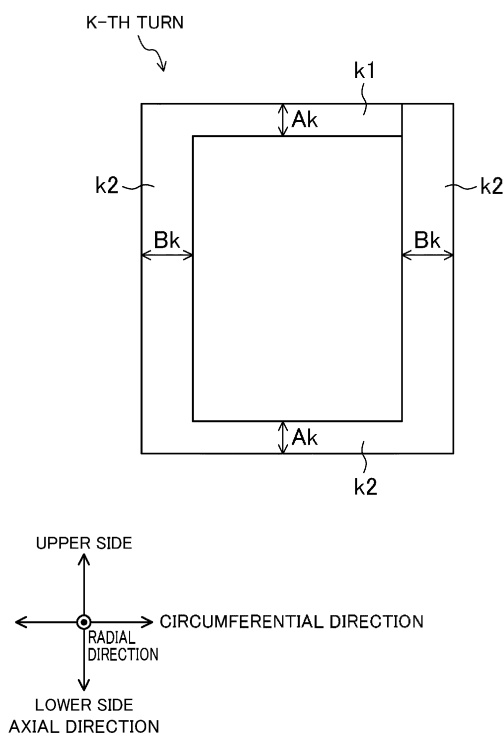 K-TH TURN
k1
Ak
k2
k2
Bk
Bk
Ak
k2
UPPER SIDE
CIRCUMFERENTIAL DIRECTION
RADIAL
DIRECTION
LOWER SIDE
AXIAL DIRECTION